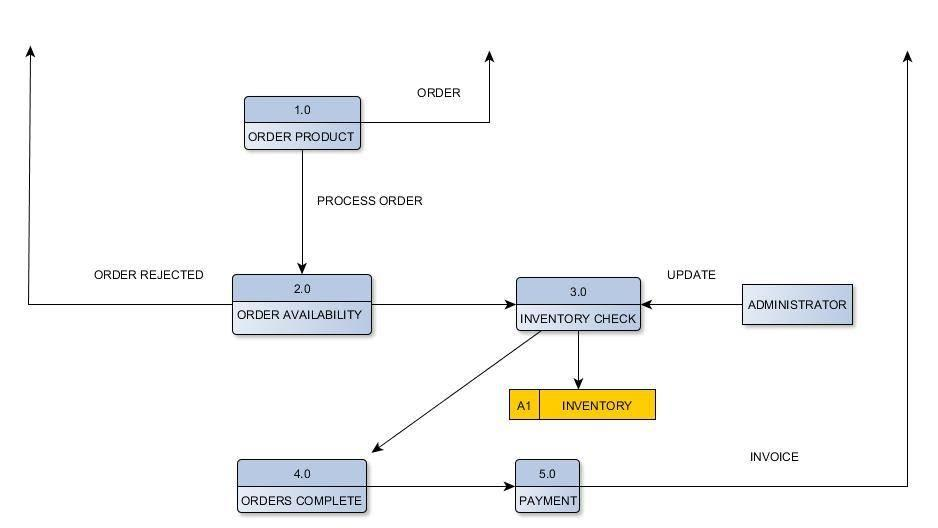 ORDER
1.0
ORDER PRODUCT
PROCESS ORDER
ORDER REJECTED
2.0
ORDER AVAILABILITY
3.0
INVENTORY CHECK
UPDATE
ADMINISTRATOR
A1 INVENTORY
4.0
ORDERS COMPLETE
5.0
PAYMENT
INVOICE